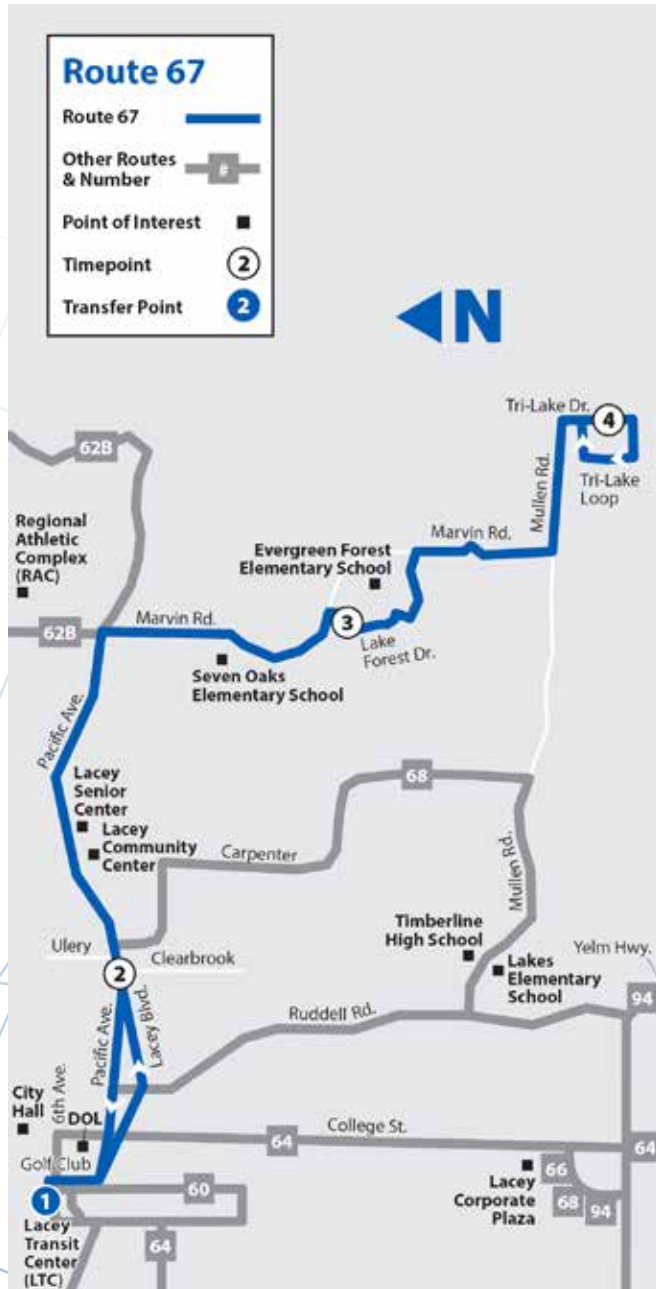 Route 67
Route 67
Other Routes
& Number
#
Point of Interest
Timepoint
2
Transfer Point
2
N
Tri-Lake Dr.
4
62B
Mullen Rd.
Tri-Lake
Loop
Regional
Athletic
Complex
(RAC)
Evergreen Forest
Elementary School
Marvin Rd.
62B
Marvin Rd.
3
Lake
Forest Dr.
Seven Oaks
Elementary School
Pacific Ave.
Lacey
Senior
Center
68
Lacey
Community
Center
Carpenter
Mullen Rd.
Timberline
High School
Ulery
Clearbrook
Yelm Hwy.
2
Lakes
Elementary
School
94
Pacific Ave.
Lacey Blvd.
Ruddell Rd.
City
Hall
6th Ave.
DOL
College St.
64
64
Golf Club
66
1
60
Lacey
Corporate
Plaza
68
94
Lacey
Transit
Center
(LTC)
64